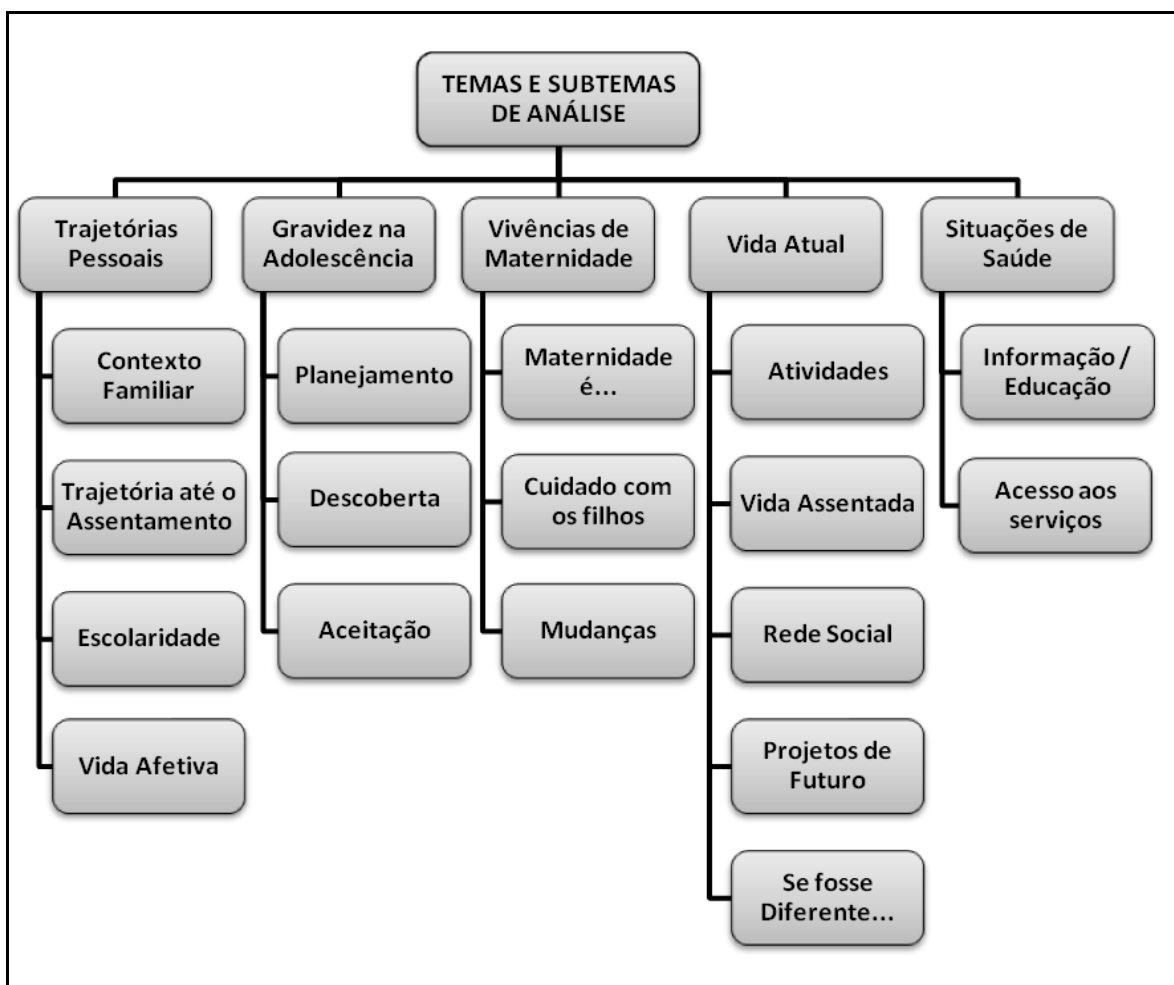 TEMAS E SUBTEMAS
DE ANÁLISE
Trajetórias
Pessoais
Contexto
Familiar
Trajetória até o
Assentamento
Escolaridade
Vida Afetiva
Gravidez na
Adolescência
Planejamento
Descoberta
Aceitação
Vivências de
Maternidade
Maternidade
é...
Cuidado com
os filhos
Mudanças
Vida Atual
Atividades
Vida Assentada
Rede Social
Projetos de
Futuro
Se fosse
Diferente...
Situações de
Saúde
Informação /
Educação
Acesso aos
serviços